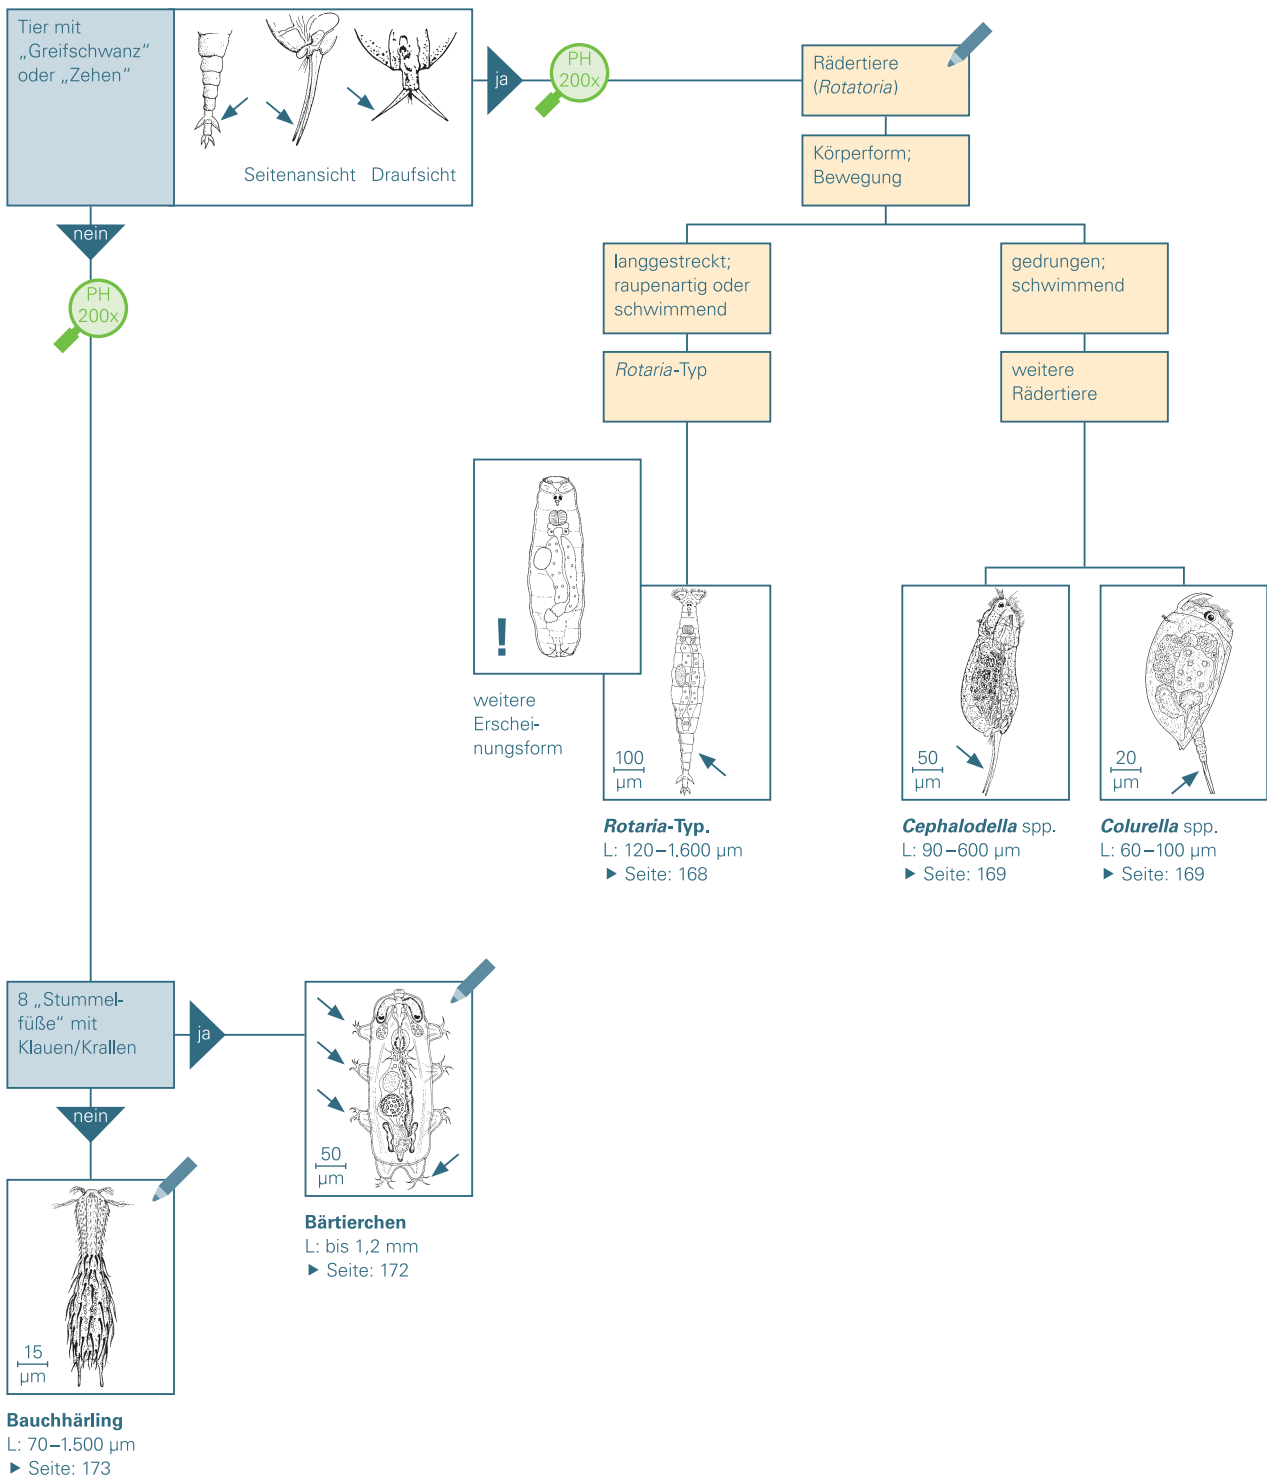 Tier mit
„Greifschwanz“
oder „Zehen“
Seitenansicht
Draufsicht
ja
PH
200x
Rädertiere
(Rotatoria)
Körperform;
Bewegung
nein
PH
200x
langgestreckt;
raupenartig oder
schwimmend
gedrungen;
schwimmend
Rotaria-Typ
weitere
Rädertiere
!
weitere
Erschei-
nungsform
100
µm
50
µm
20
µm
Rotaria-Typ.
L: 120–1.600 µm
▶ Seite: 168
Cephalodella spp.
L: 90–600 µm
▶ Seite: 169
Colurella spp.
L: 60–100 µm
▶ Seite: 169
8 „Stummel-
füße“ mit
Klauen/Krallen
ja
50
µm
nein
Bärtierchen
L: bis 1,2 mm
▶ Seite: 172
15
µm
Bauchhärling
L: 70–1.500 µm
▶ Seite: 173